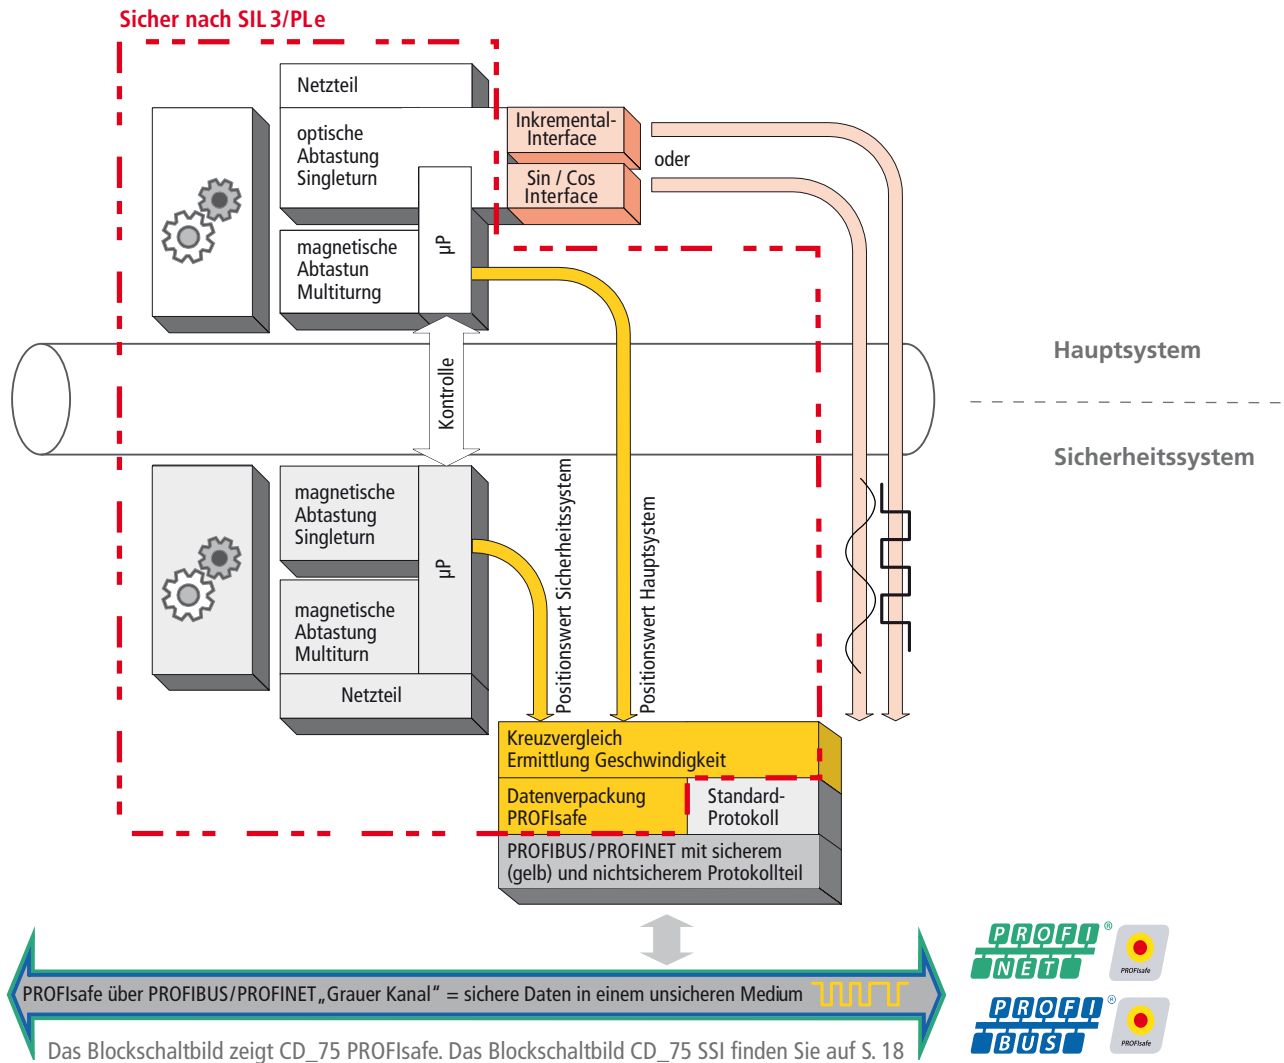 Sicher nach SIL 3/PLe
Netzteil
optische
Abtastung
Singleturn
Inkremental-
Interface
oder
Sin / Cos
Interface
magnetische
Abtastun
Multiturng
µP
Kontrolle
Hauptsystem
Sicherheitssystem
magnetische
Abtastung
Singleturn
µP
magnetische
Abtastung
Multiturn
Netzteil
Positionswert Sicherheitssystem
Positionswert Hauptsystem
Kreuzvergleich
Ermittlung Geschwindigkeit
Datenverpackung
PROFIsafe
Standard-
Protokoll
PROFIBUS/PROFINET mit sicherem
(gelb) und nichtsicherem Protokollteil
PROFIsafe über PROFIBUS/PROFINET „Grauer Kanal“ = sichere Daten in einem unsicheren Medium
PROFI®
NET
PROFIsafe
PROFI®
BUS
PROFIsafe
Das Blockschaltbild zeigt CD_75 PROFIsafe. Das Blockschaltbild CD_75 SSI finden Sie auf S. 18